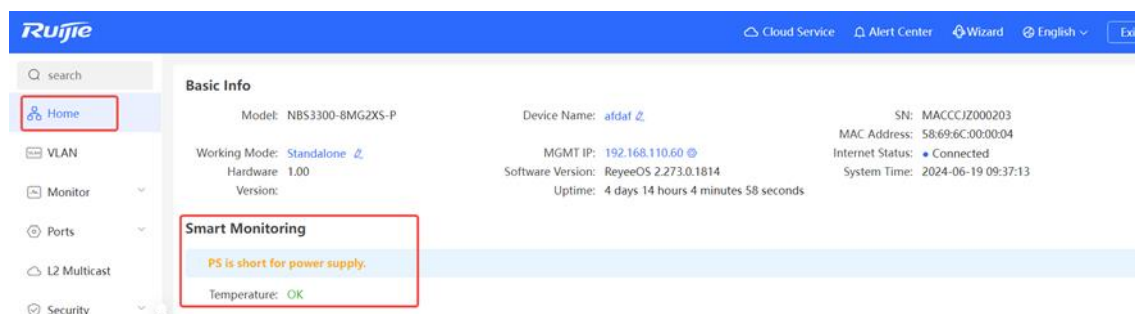 Ruijie
Cloud Service Alert Center Wizard English Exi
search
Home
VLAN
Monitor
Ports
L2 Multicast
Security
Basic Info
Model: NBS3300-8MG2XS-P Device Name: afdaf SN: MACCCJZ000203
MAC Address: 58:69:6C:00:00:04
Working Mode: Standalone MGMT IP: 192.168.110.60 Internet Status: Connected
Hardware Version: 1.00 Software Version: ReyeeOS 2.273.0.1814 System Time: 2024-06-19 09:37:13
Uptime: 4 days 14 hours 4 minutes 58 seconds
Smart Monitoring
PS is short for power supply.
Temperature: OK